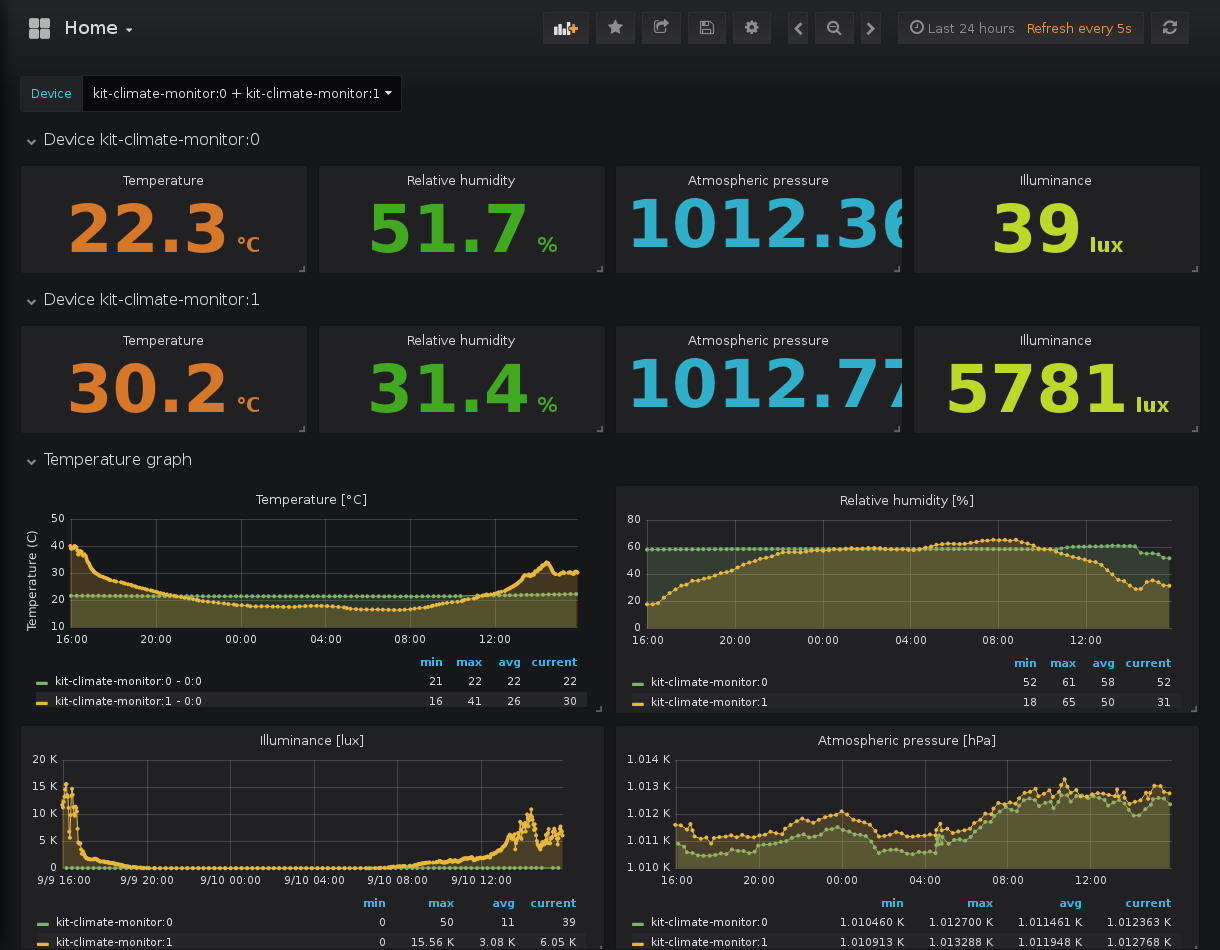 Home
Last 24 hours Refresh every 5s
Device kit-climate-monitor:0 + kit-climate-monitor:1
Device kit-climate-monitor:0
Temperature Relative humidity Atmospheric pressure Illuminance
22.3 °C 51.7 % 1012.36 39 lux
Device kit-climate-monitor:1
Temperature Relative humidity Atmospheric pressure Illuminance
30.2 °C 31.4 % 1012.77 5781 lux
Temperature graph
Temperature [°C]
Temperature (C)
50
40
30
20
10
16:00 20:00 00:00 04:00 08:00 12:00
min max avg current
kit-climate-monitor:0 - 0:0 21 22 22 22
kit-climate-monitor:1 - 0:0 16 41 26 30
Relative humidity [%]
80
60
40
20
0
16:00 20:00 00:00 04:00 08:00 12:00
min max avg current
kit-climate-monitor:0 52 61 58 52
kit-climate-monitor:1 18 65 50 31
Illuminance [lux]
20 K
15 K
10 K
5 K
0
9/9 16:00 9/9 20:00 9/10 00:00 9/10 04:00 9/10 08:00 9/10 12:00
min max avg current
kit-climate-monitor:0 0 50 11 39
kit-climate-monitor:1 0 15.56 K 3.08 K 6.05 K
Atmospheric pressure [hPa]
1.014 K
1.013 K
1.012 K
1.011 K
1.010 K
16:00 20:00 00:00 04:00 08:00 12:00
min max avg current
kit-climate-monitor:0 1.010460 K 1.012700 K 1.011461 K 1.012363 K
kit-climate-monitor:1 1.010913 K 1.013288 K 1.011948 K 1.012768 K